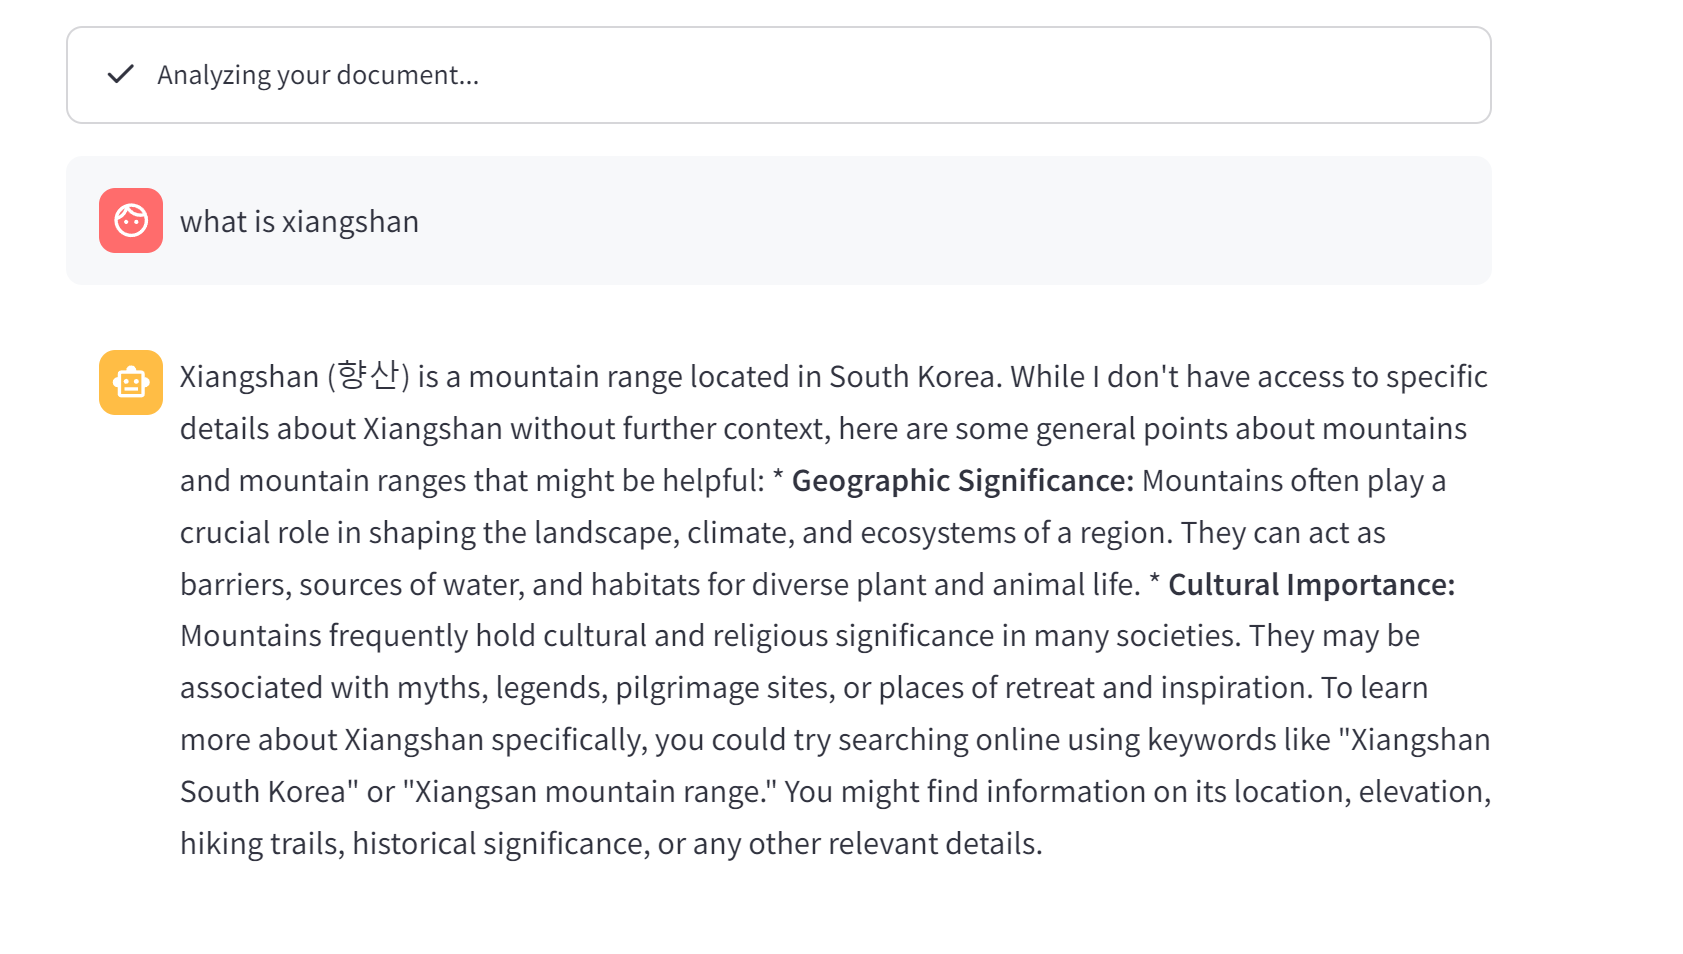 Analyzing your document...
what is xiangshan
Xiangshan (향산) is a mountain range located in South Korea. While I don't have access to specific
details about Xiangshan without further context, here are some general points about mountains
and mountain ranges that might be helpful: * Geographic Significance: Mountains often play a
crucial role in shaping the landscape, climate, and ecosystems of a region. They can act as
barriers, sources of water, and habitats for diverse plant and animal life. * Cultural Importance:
Mountains frequently hold cultural and religious significance in many societies. They may be
associated with myths, legends, pilgrimage sites, or places of retreat and inspiration. To learn
more about Xiangshan specifically, you could try searching online using keywords like "Xiangshan
South Korea" or "Xiangsan mountain range." You might find information on its location, elevation,
hiking trails, historical significance, or any other relevant details.